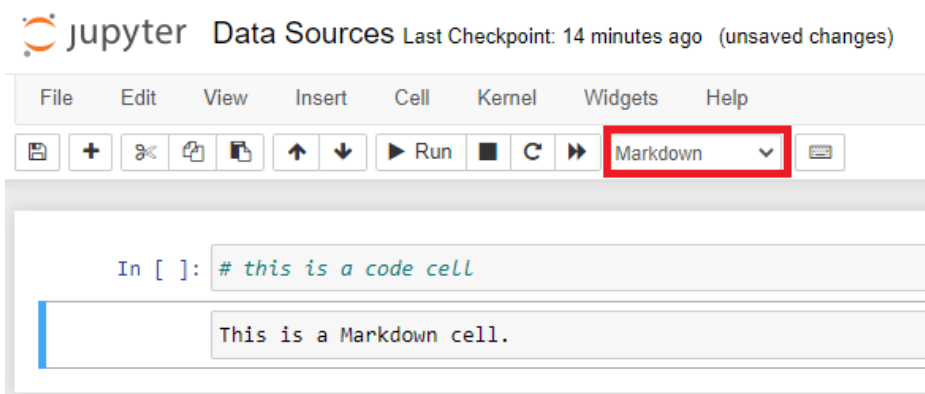 jupyter Data Sources Last Checkpoint: 14 minutes ago (unsaved changes)
File Edit View Insert Cell Kernel Widgets Help
Run Markdown
In [ ]: # this is a code cell
This is a Markdown cell.